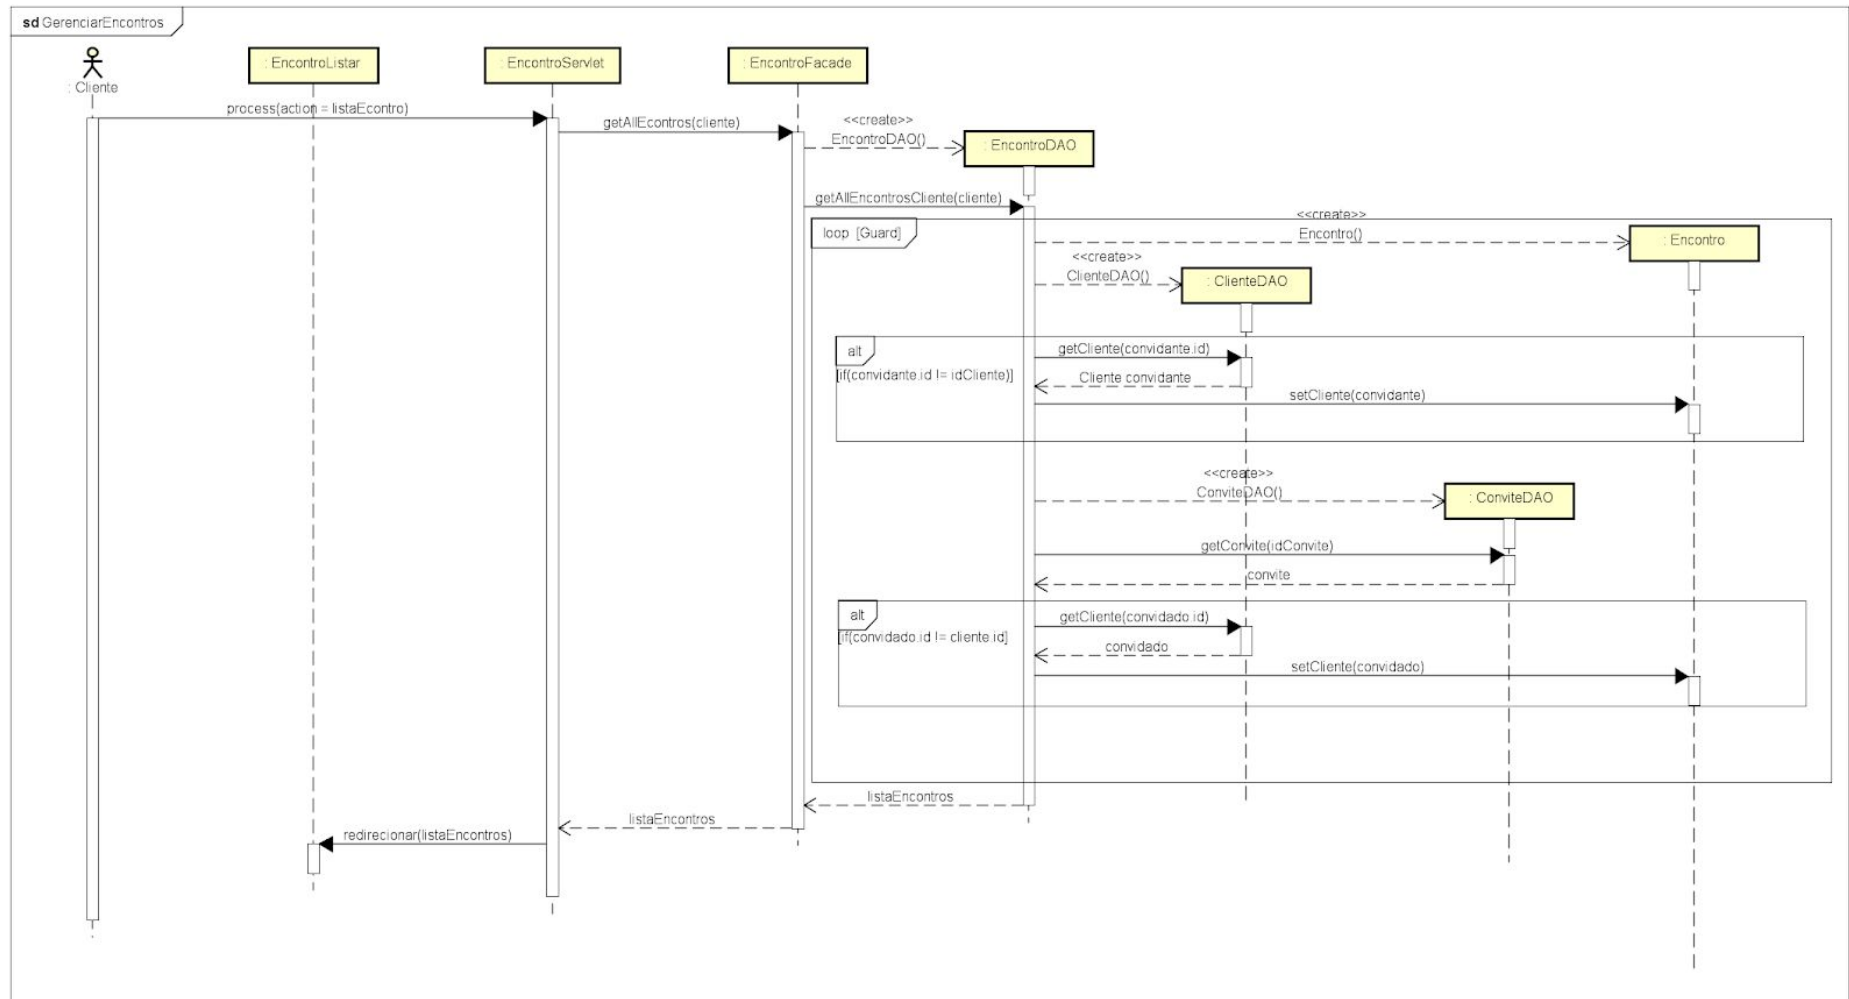 sd GerenciarEncontros
: Cliente
: EncontroListar
: EncontroServlet
: EncontroFacade
process(action = listaEcontro)
getAllEcontros(cliente)
<<create>>
EncontroDAO()
: EncontroDAO
getAllEncontrosCliente(cliente)
loop [Guard]
<<create>>
Encontro()
: Encontro
<<create>>
ClienteDAO()
: ClienteDAO
alt
[if(convidante.id != idCliente)]
getCliente(convidante.id)
Cliente convidante
setCliente(convidante)
<<create>>
ConviteDAO()
: ConviteDAO
getConvite(idConvite)
convite
alt
[if(convidado.id != cliente.id]
getCliente(convidado.id)
convidado
setCliente(convidado)
listaEncontros
listaEncontros
redirecionar(listaEncontros)